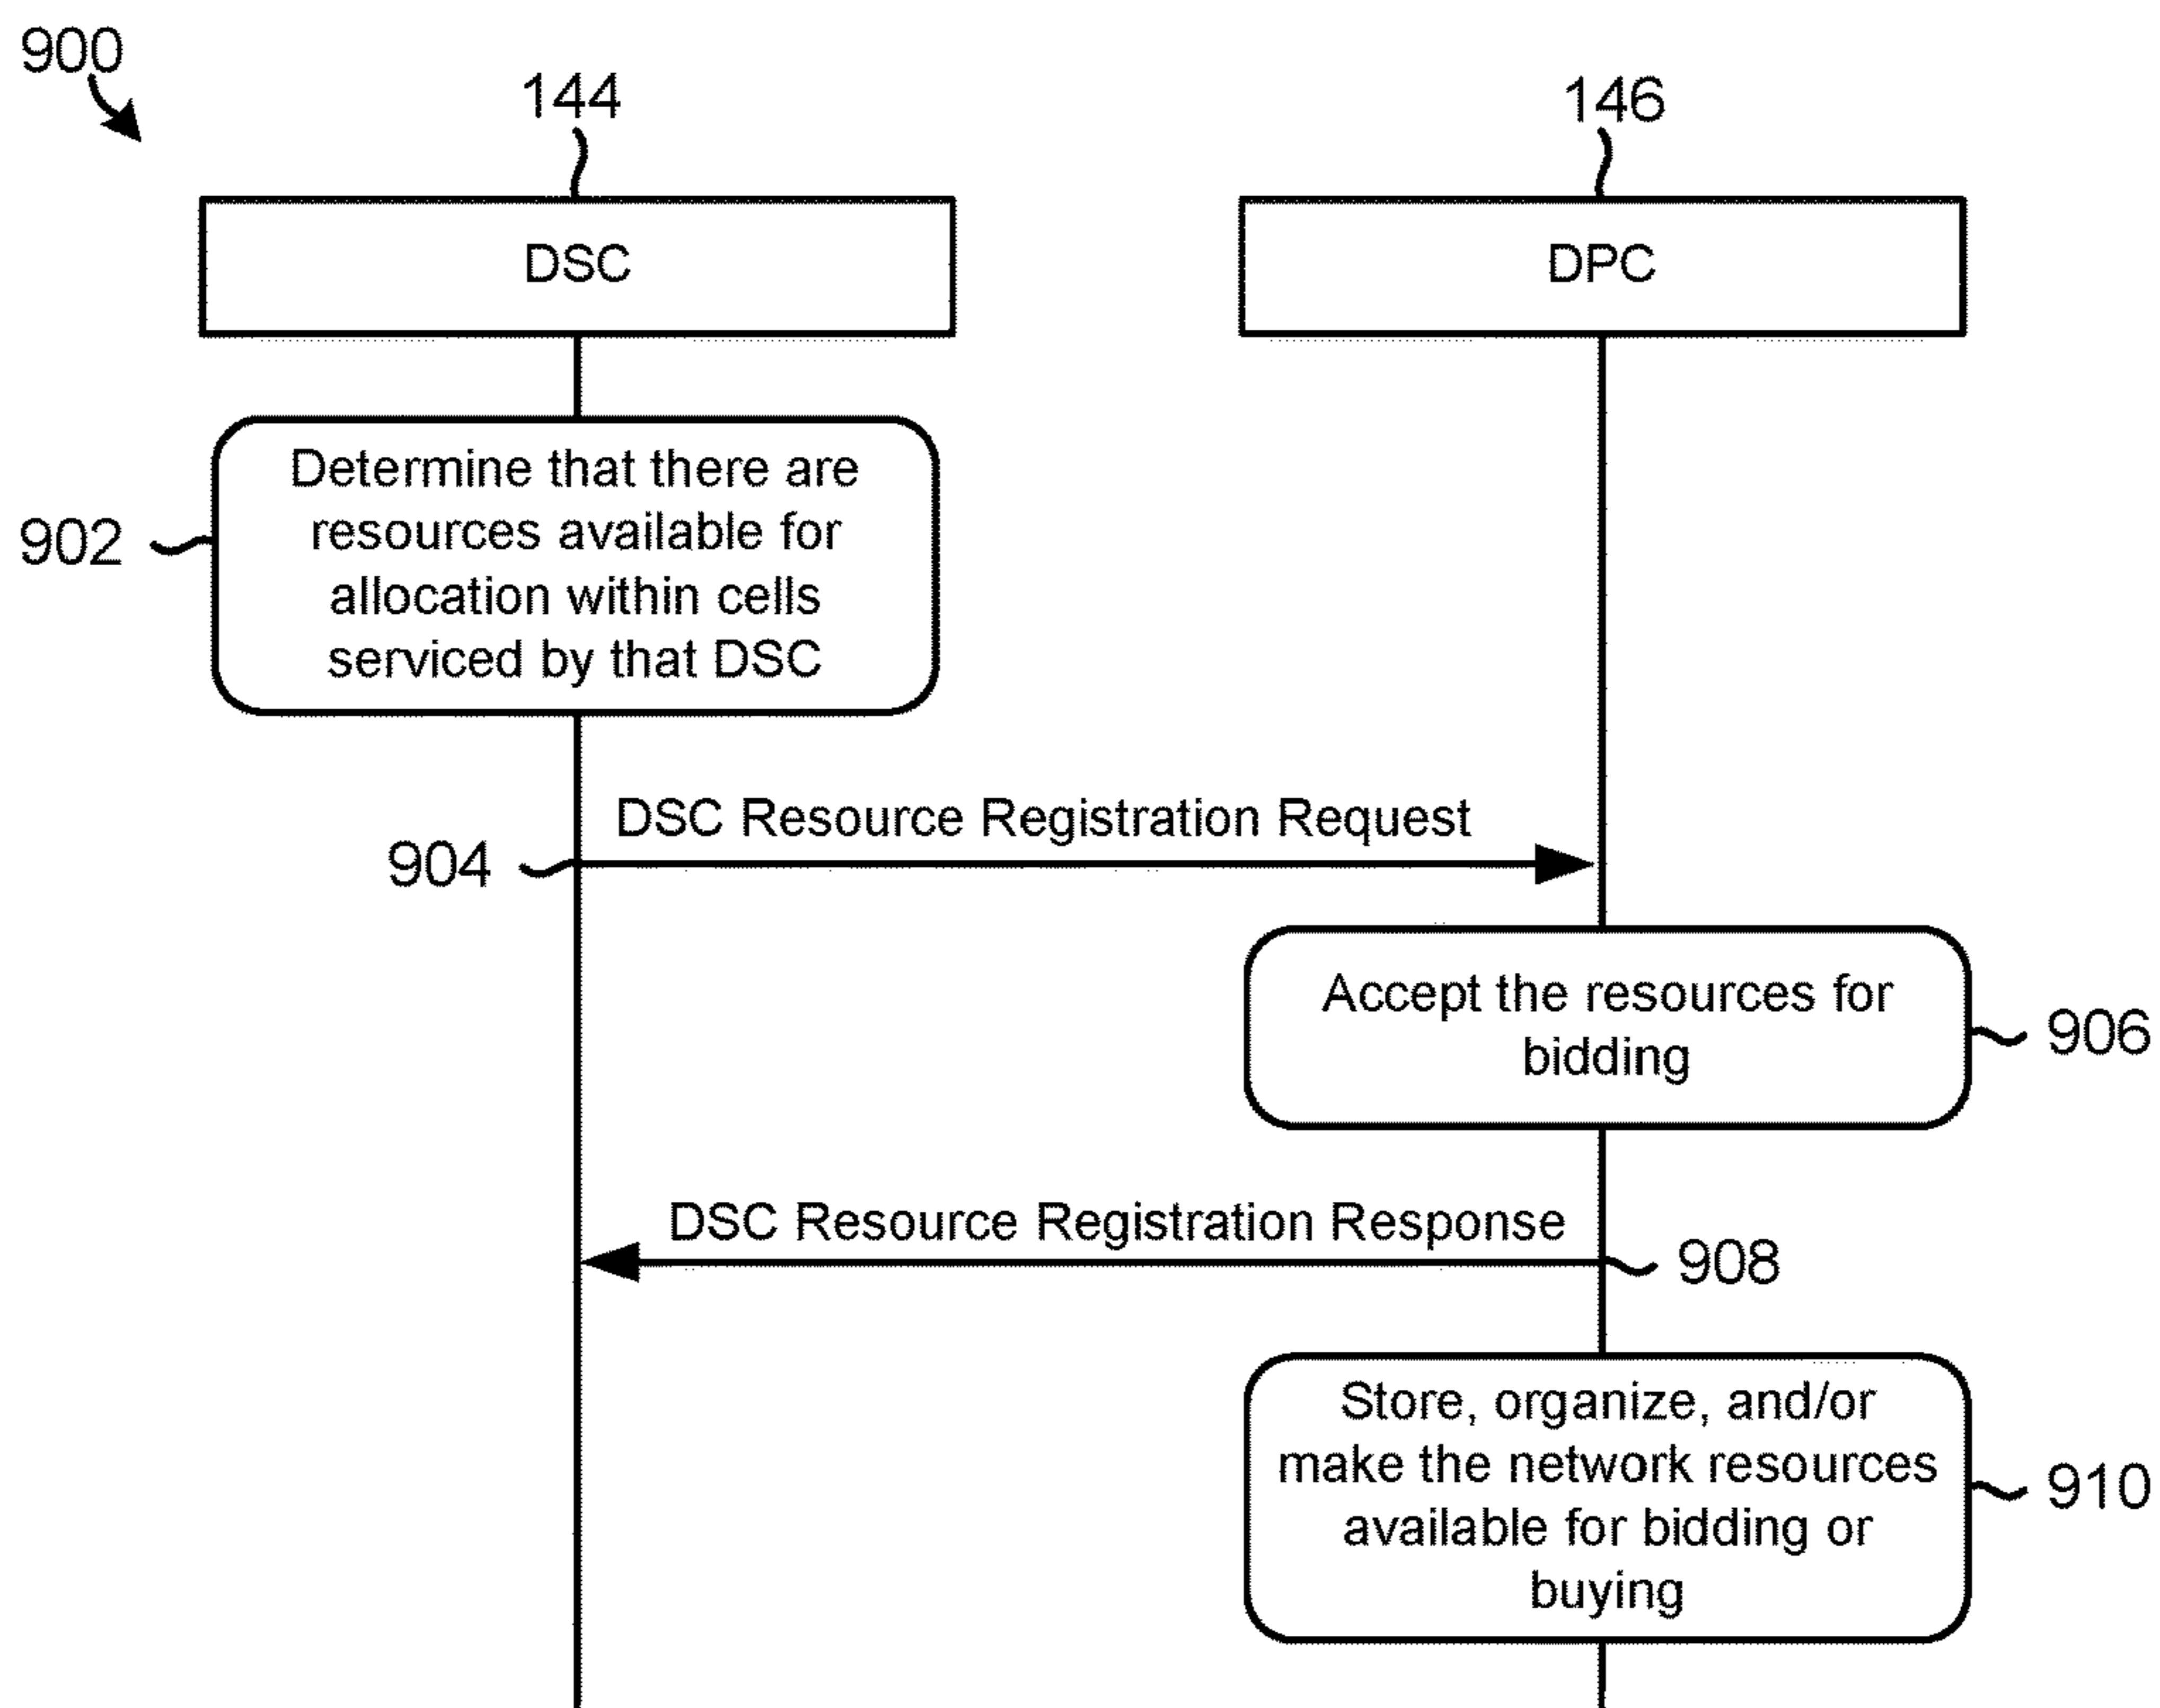 900
144
146
DSC
DPC
Determine that there are
resources available for
allocation within cells
serviced by that DSC
902
DSC Resource Registration Request
904
Accept the resources for
bidding
906
DSC Resource Registration Response
908
Store, organize, and/or
make the network resources
available for bidding or
buying
910